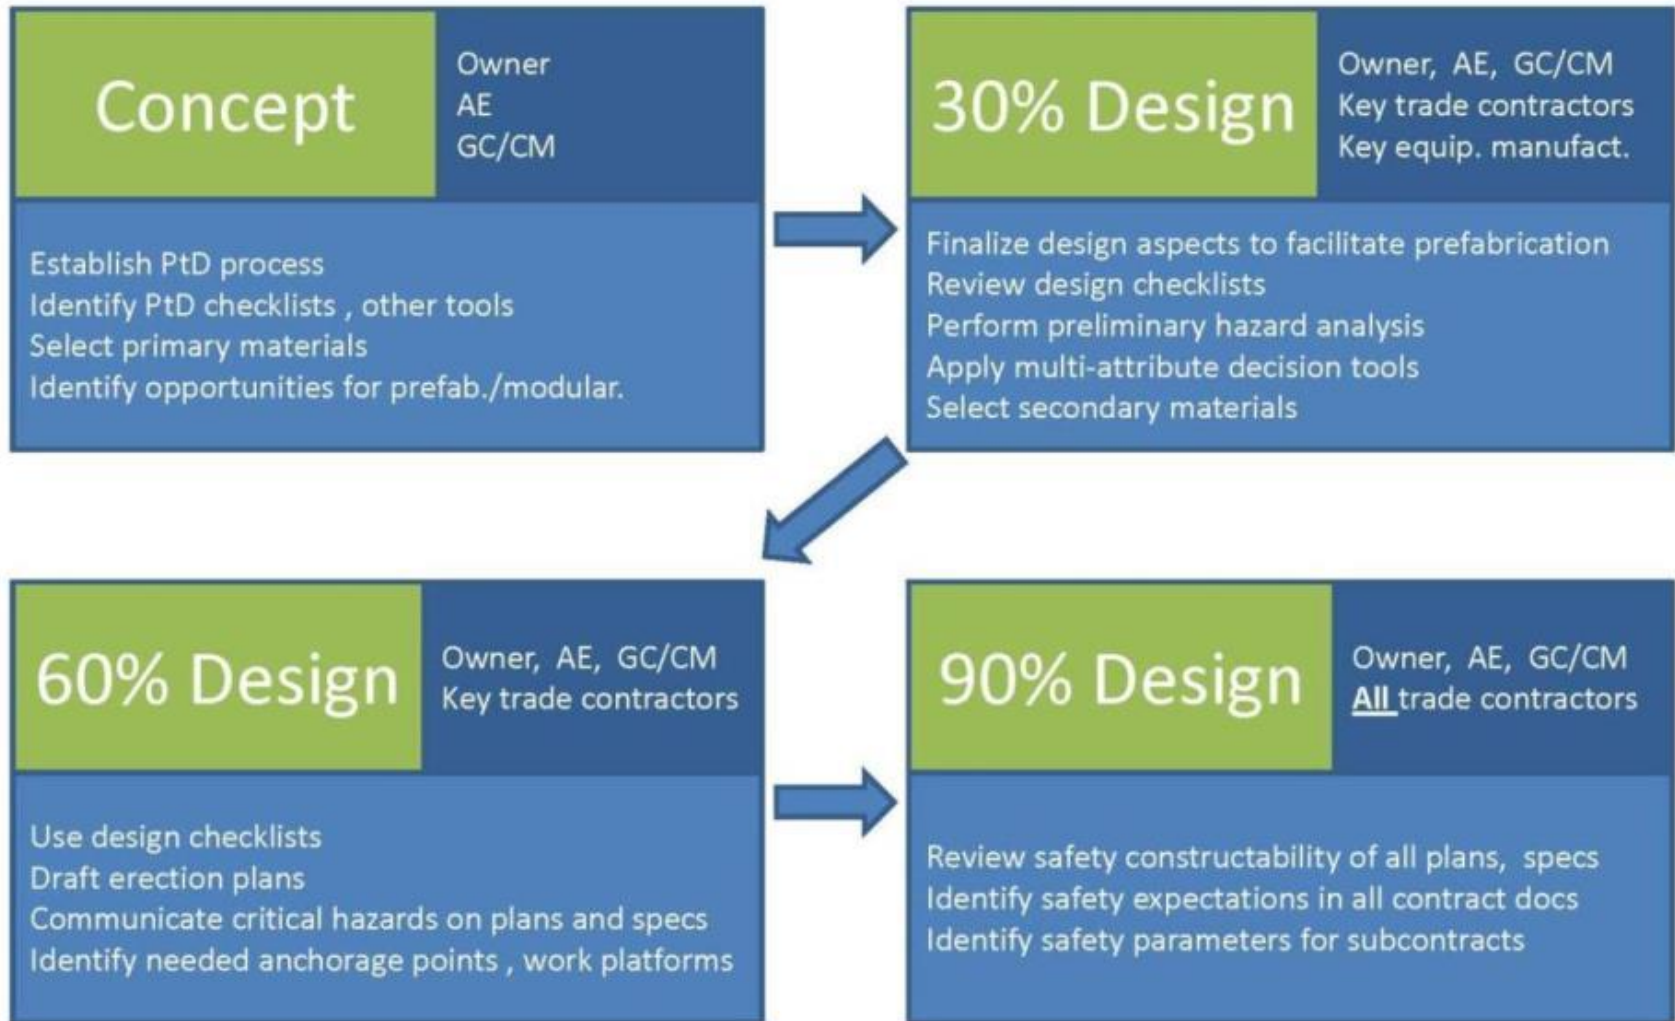 Concept
Owner
AE
GC/CM
Establish PtD process
Identify PtD checklists , other tools
Select primary materials
Identify opportunities for prefab./modular.
30% Design
Owner, AE, GC/CM
Key trade contractors
Key equip. manufact.
Finalize design aspects to facilitate prefabrication
Review design checklists
Perform preliminary hazard analysis
Apply multi-attribute decision tools
Select secondary materials
60% Design
Owner, AE, GC/CM
Key trade contractors
Use design checklists
Draft erection plans
Communicate critical hazards on plans and specs
Identify needed anchorage points , work platforms
90% Design
Owner, AE, GC/CM
All trade contractors
Review safety constructability of all plans, specs
Identify safety expectations in all contract docs
Identify safety parameters for subcontracts